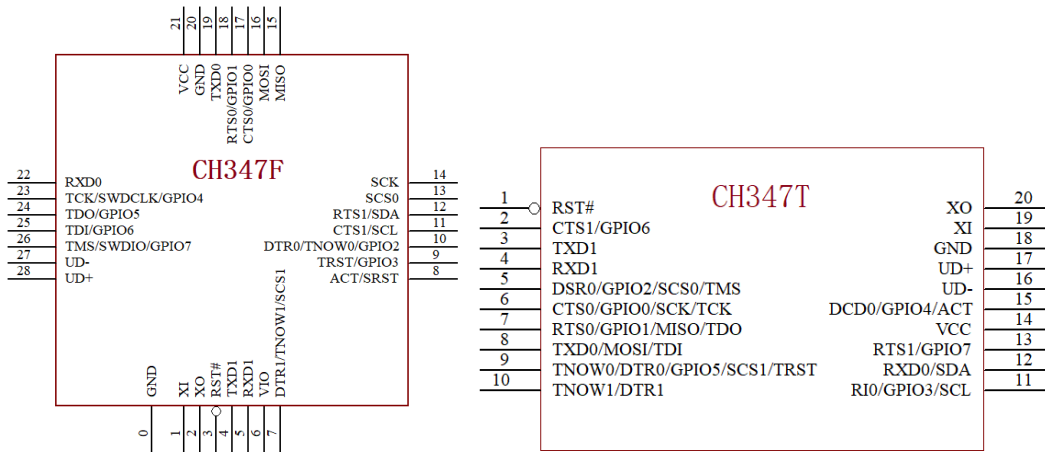 21 20 19 18 17 16 15
VCC
GND
TXD0
RTS0/GPIO1
CTS0/GPIO0
MOSI
MISO
CH347F
22 RXD0
23 TCK/SWDCLK/GPIO4
24 TDO/GPIO5
25 TDI/GPIO6
26 TMS/SWDIO/GPIO7
27 UD-
28 UD+
SCK 14
SCS0 13
RTS1/SDA 12
CTS1/SCL 11
DTR0/TNOW0/GPIO2 10
TRST/GPIO3 9
ACT/SRST 8
GND
XI
XO
RST#
TXD1
RXD1
VIO
DTR1/TNOW1/SCS1
0 1 2 3 4 5 6 7
CH347T
1 RST#
2 CTS1/GPIO6
3 TXD1
4 RXD1
5 DSR0/GPIO2/SCS0/TMS
6 CTS0/GPIO0/SCK/TCK
7 RTS0/GPIO1/MISO/TDO
8 TXD0/MOSI/TDI
9 TNOW0/DTR0/GPIO5/SCS1/TRST
10 TNOW1/DTR1
XO 20
XI 19
GND 18
UD+ 17
UD- 16
DCD0/GPIO4/ACT 15
VCC 14
RTS1/GPIO7 13
RXD0/SDA 12
RI0/GPIO3/SCL 11